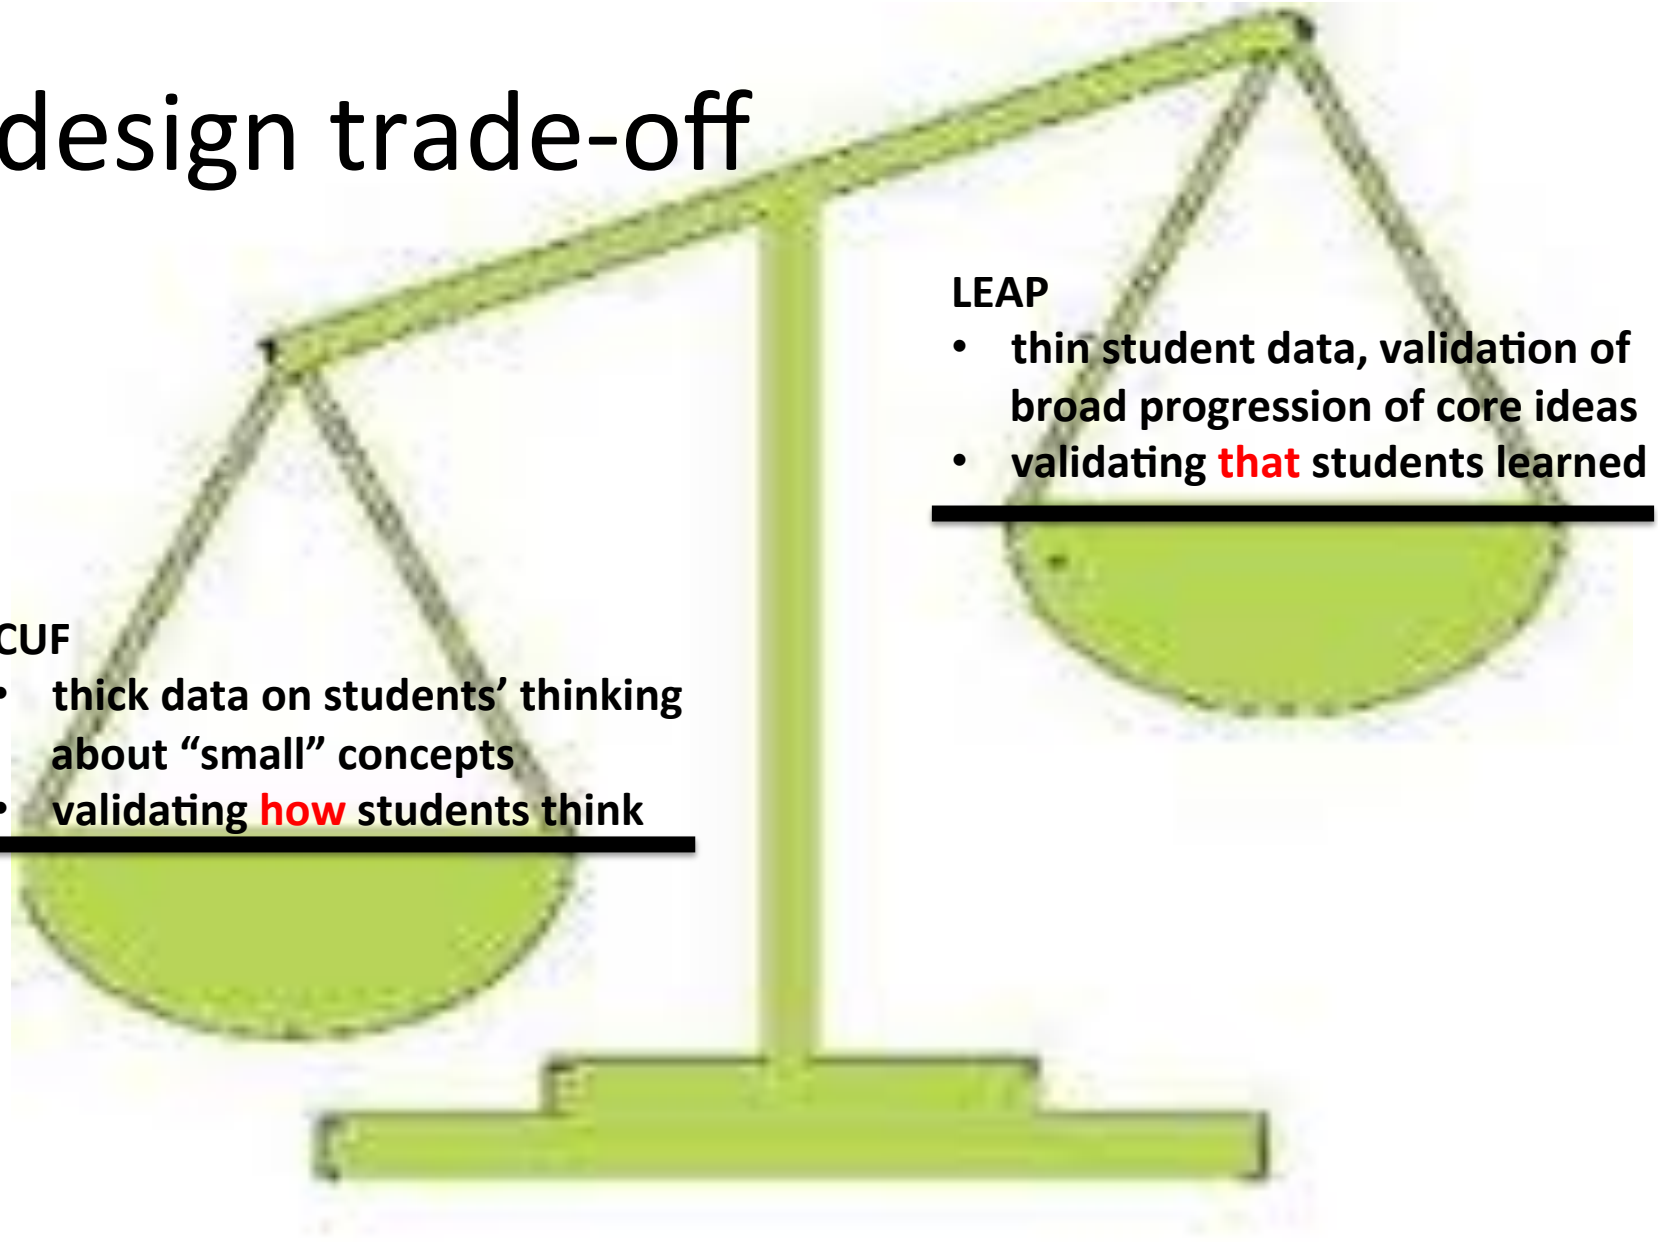 design trade-off
LEAP
• thin student data, validation of
broad progression of core ideas
• validating that students learned
CUF
• thick data on students’ thinking
about “small” concepts
• validating how students think